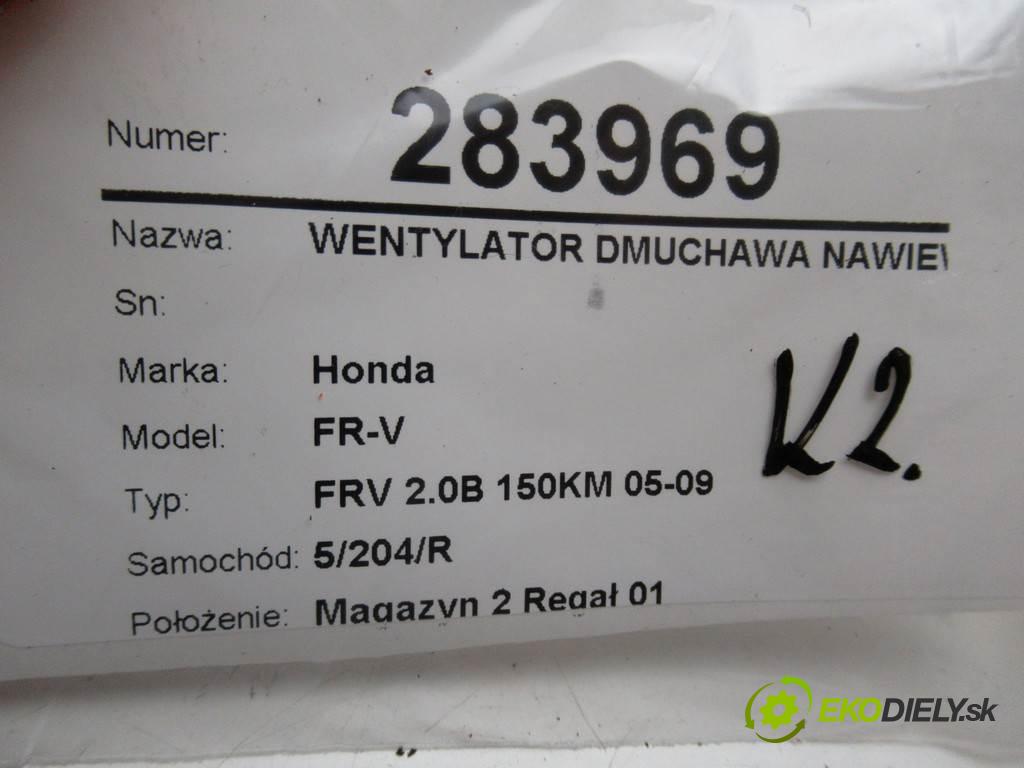 Numer: 283969
Nazwa: WENTYLATOR DMUCHAWA NAWIEW
Sn:
Marka: Honda
Model: FR-V
Typ: FRV 2.0B 150KM 05-09
Samochód: 5/204/R
Położenie: Magazyn 2 Regał 01
K2.
EKODIELY.sk